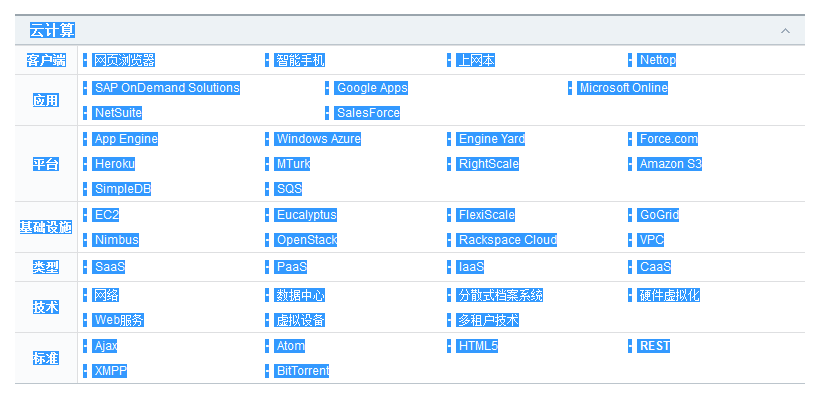 云计算
客户端 网页浏览器 智能手机 上网本 Nettop
SAP OnDemand Solutions Google Apps Microsoft Online
应用
NetSuite SalesForce
App Engine Windows Azure Engine Yard Force.com
平台 Heroku MTurk RightScale Amazon S3
SimpleDB SQS
EC2 Eucalyptus FlexiScale GoGrid
基础设施
Nimbus OpenStack Rackspace Cloud VPC
类型 SaaS PaaS IaaS CaaS
网络 数据中心 分散式档案系统 硬件虚拟化
技术
Web服务 虚拟设备 多租户技术
Ajax Atom HTML5 REST
标准
XMPP BitTorrent